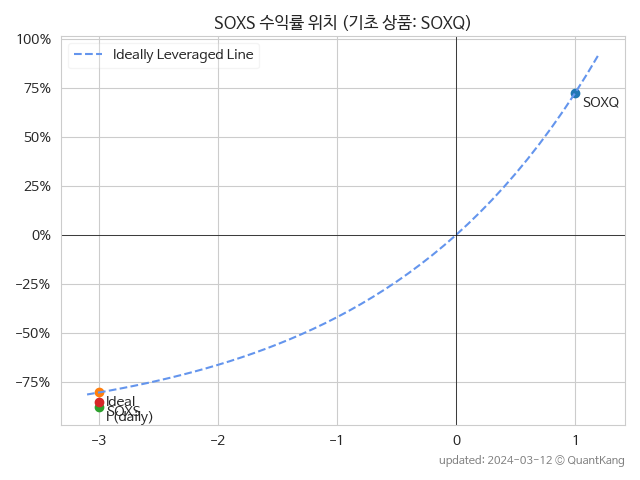 SOXS 수익률 위치 (기초 상품: SOXQ)
100%
75%
50%
25%
0%
−25%
−50%
−75%
Ideally Leveraged Line
SOXQ
Ideal
SOXS
(daily)
−3 −2 −1 0 1
updated: 2024-03-12 © QuantKang